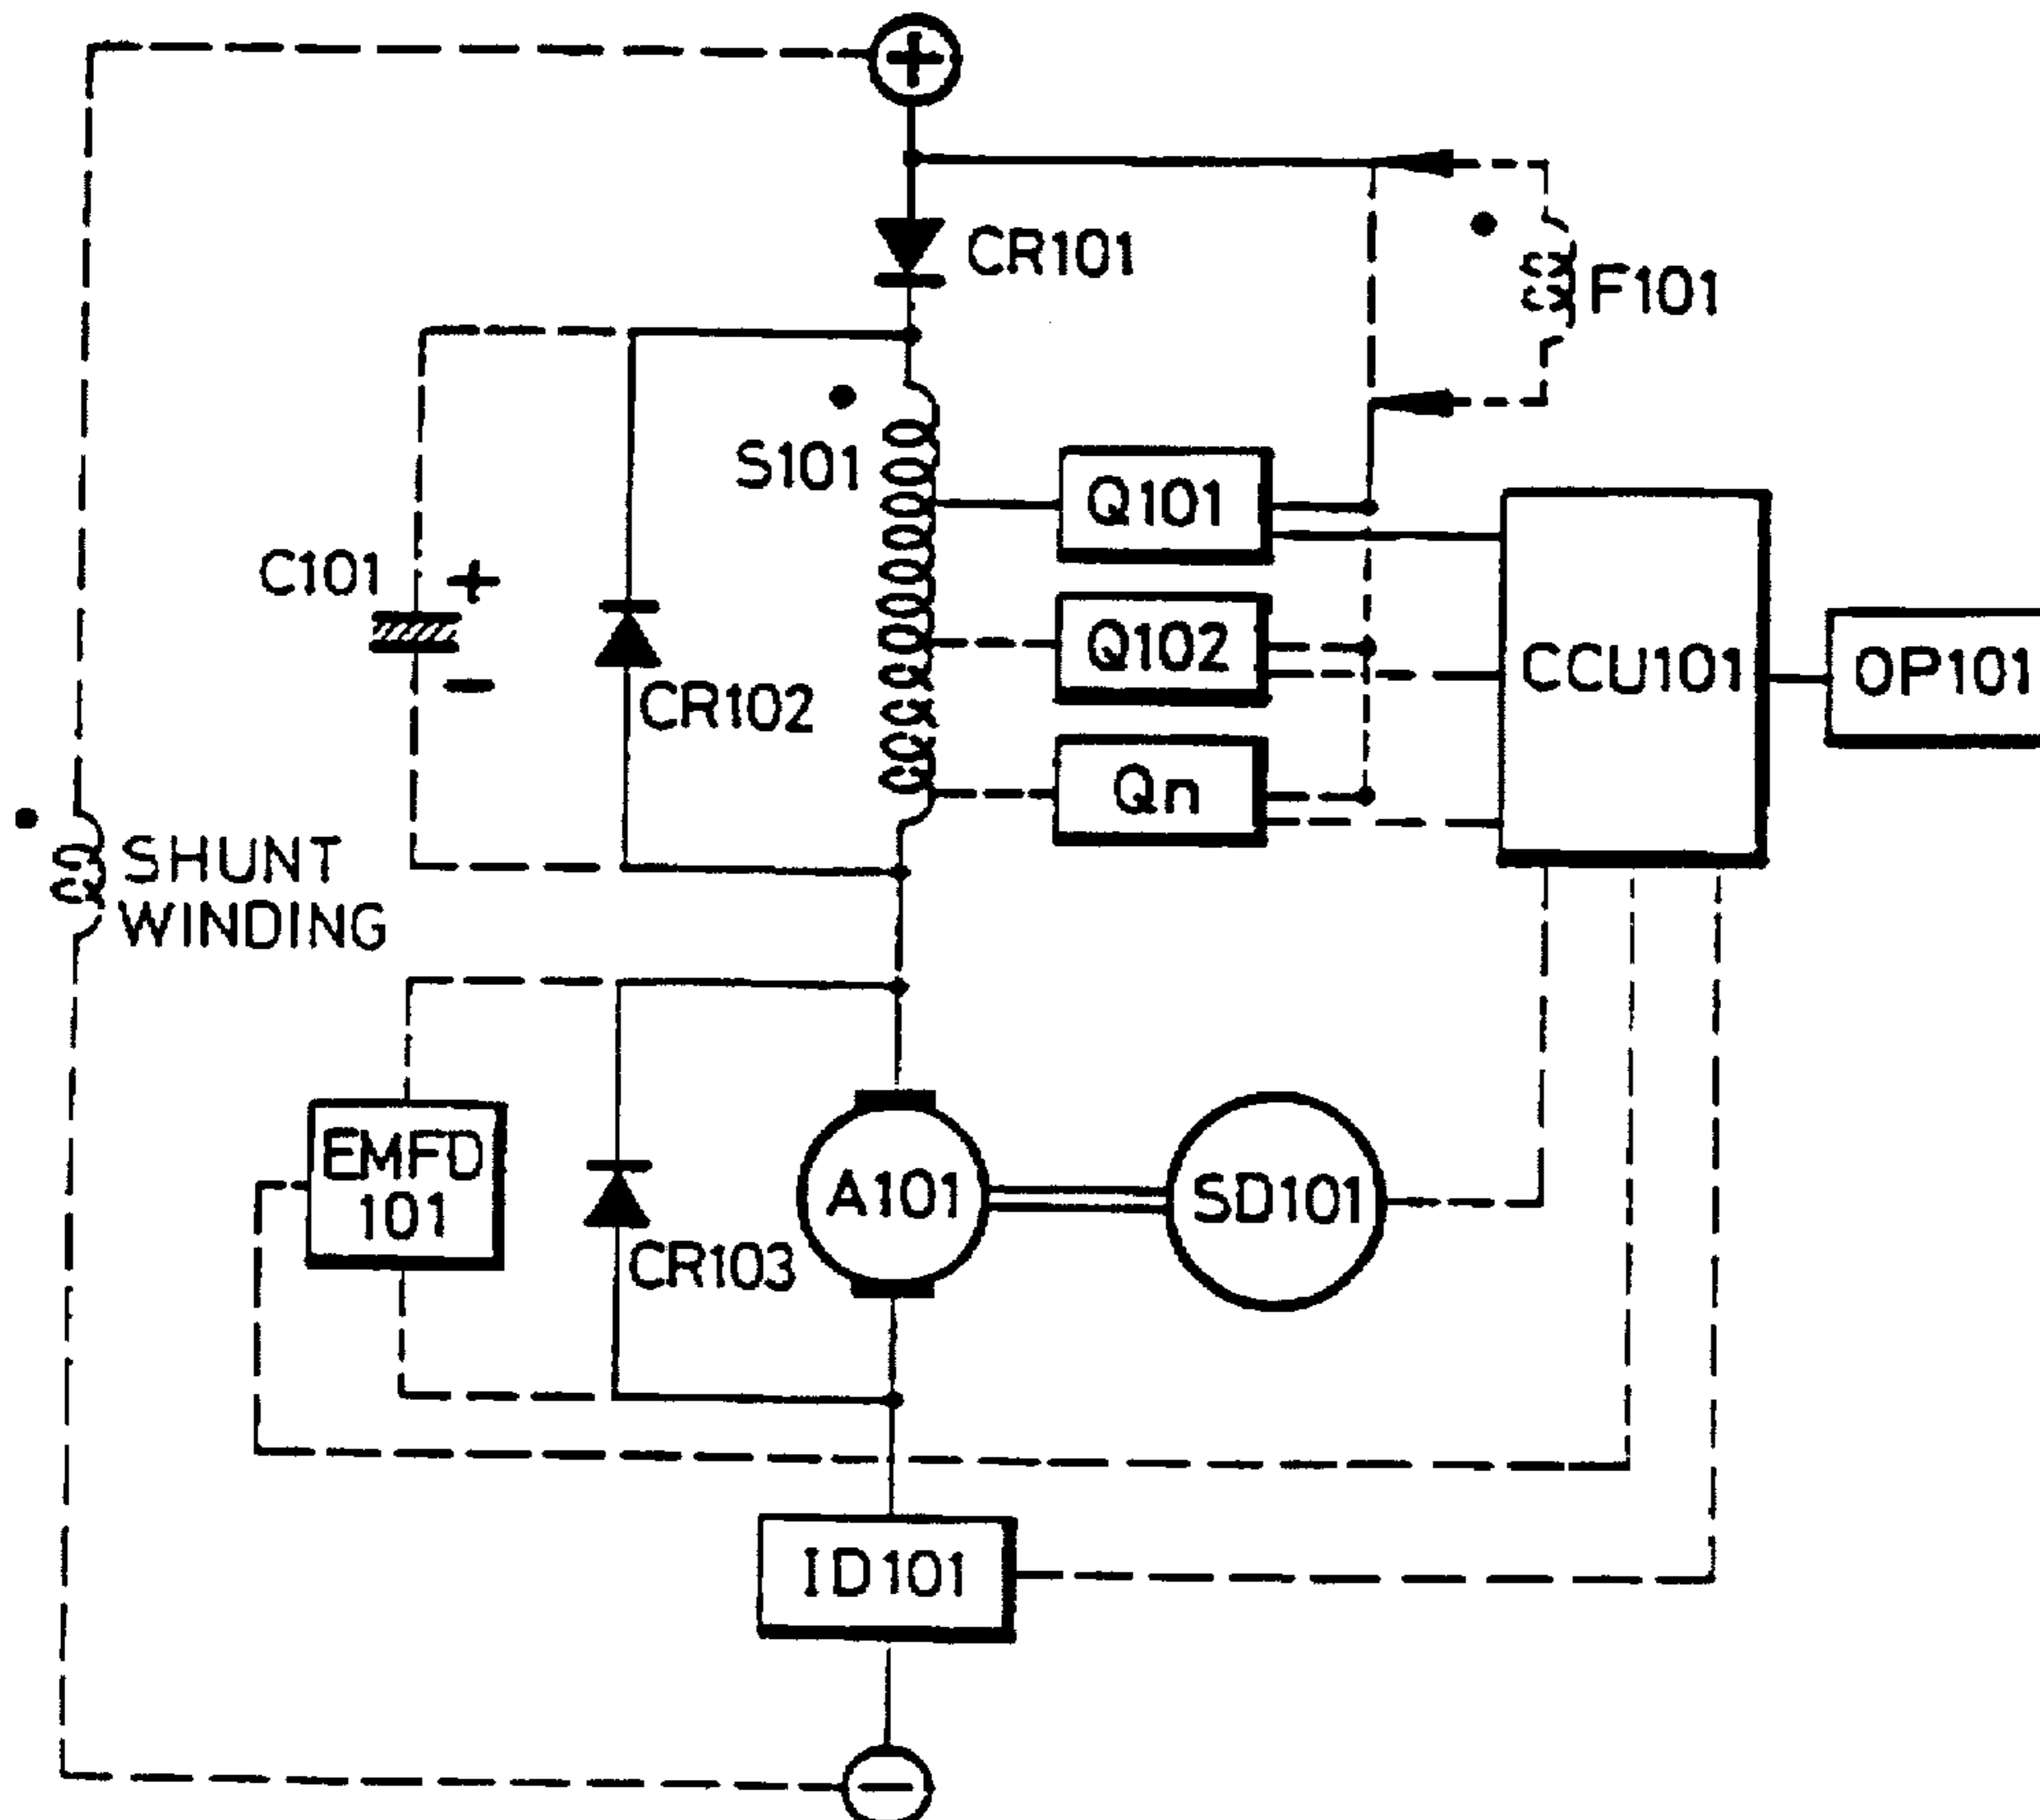 +
CR101
F101
S101
Q101
C101
+
Q102
CCU101
OP101
−
CR102
Qn
SHUNT
WINDING
EMFD
101
A101
SD101
CR103
ID101
−